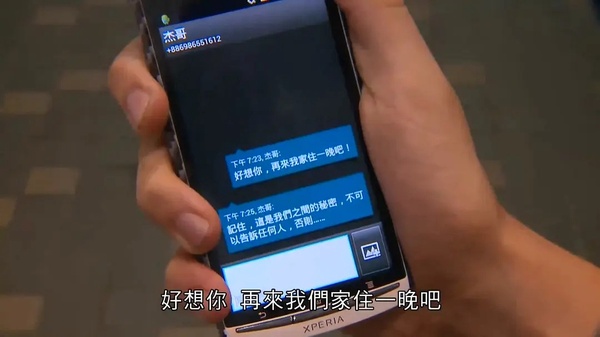 杰哥
+886986551612
下午 7:23, 杰哥:
好想你，再來我家住一晚吧！
下午 7:25, 杰哥:
記住，這是我們之間的秘密，不可
以告訴任何人，否則......
好想你 再來我們家住一晚吧
XPERIA